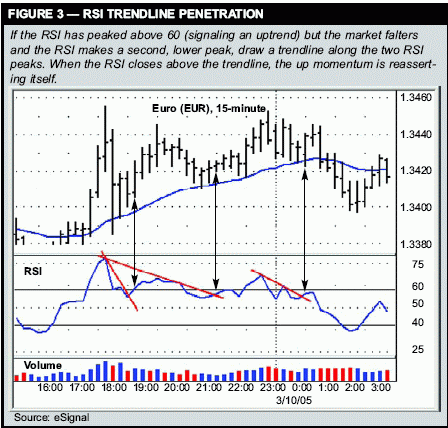 FIGURE 3 — RSI TRENDLINE PENETRATION
If the RSI has peaked above 60 (signaling an uptrend) but the market falters
and the RSI makes a second, lower peak, draw a trendline along the two RSI
peaks. When the RSI closes above the trendline, the up momentum is reassert-
ing itself.
Euro (EUR), 15-minute
1.3460
1.3440
1.3420
1.3400
1.3380
RSI
75
60
50
40
25
Volume
16:00 17:00 18:00 19:00 20:00 21:00 22:00 23:00 0:00 1:00 2:00 3:00
3/10/05
Source: eSignal